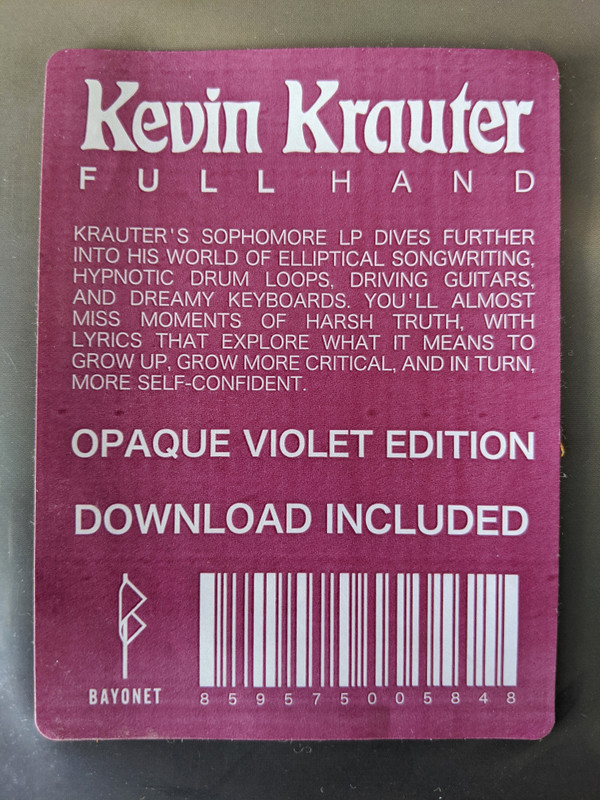 Kevin Krauter
FULL HAND
KRAUTER'S SOPHOMORE LP DIVES FURTHER
INTO HIS WORLD OF ELLIPTICAL SONGWRITING,
HYPNOTIC DRUM LOOPS, DRIVING GUITARS,
AND DREAMY KEYBOARDS. YOU'LL ALMOST
MISS MOMENTS OF HARSH TRUTH, WITH
LYRICS THAT EXPLORE WHAT IT MEANS TO
GROW UP, GROW MORE CRITICAL, AND IN TURN,
MORE SELF-CONFIDENT.
OPAQUE VIOLET EDITION
DOWNLOAD INCLUDED
BAYONET
859575005848